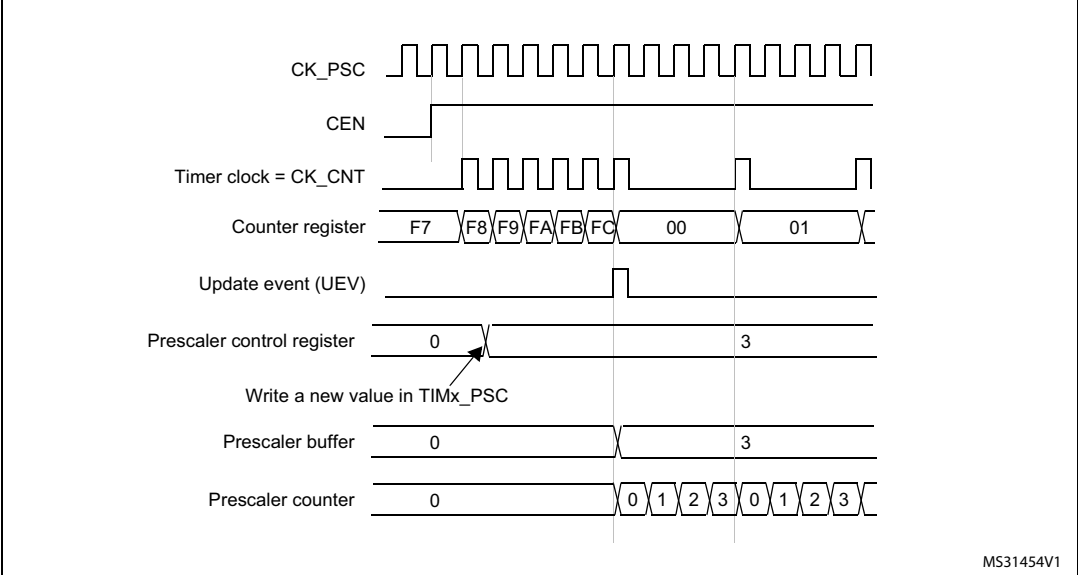 CK_PSC
CEN
Timer clock = CK_CNT
Counter register F7 F8 F9 FA FB FC 00 01
Update event (UEV)
Prescaler control register 0 3
Write a new value in TIMx_PSC
Prescaler buffer 0 3
Prescaler counter 0 0 1 2 3 0 1 2 3
MS31454V1